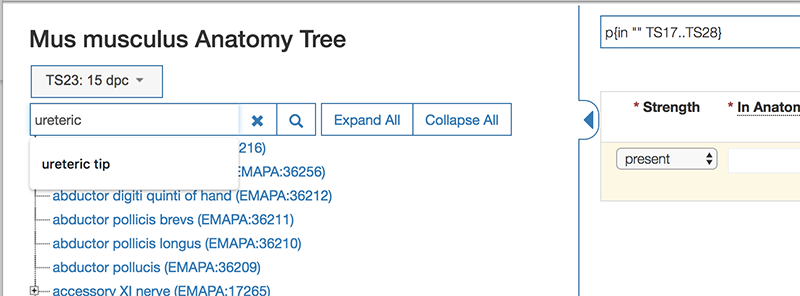 Mus musculus Anatomy Tree
TS23: 15 dpc
ureteric
Expand All
Collapse All
ureteric tip
216)
EMAPA:36256)
abductor digiti quinti of hand (EMAPA:36212)
abductor pollicis brevs (EMAPA:36211)
abductor pollicis longus (EMAPA:36210)
abductor pollucis (EMAPA:36209)
accessory XI nerve (EMAPA:17265)
p{in "" TS17..TS28}
* Strength * In Anatom
present